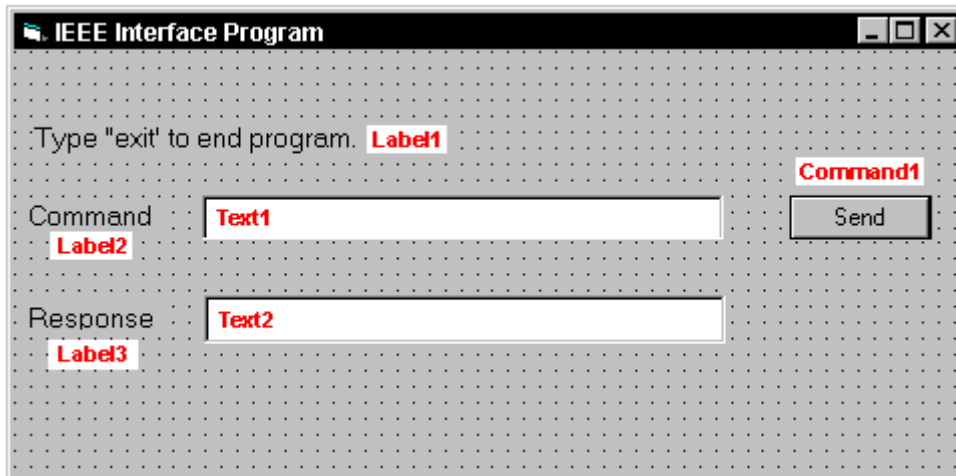 IEEE Interface Program
Type "exit' to end program. Label1
Command1
Command Text1 Send
Label2
Response Text2
Label3